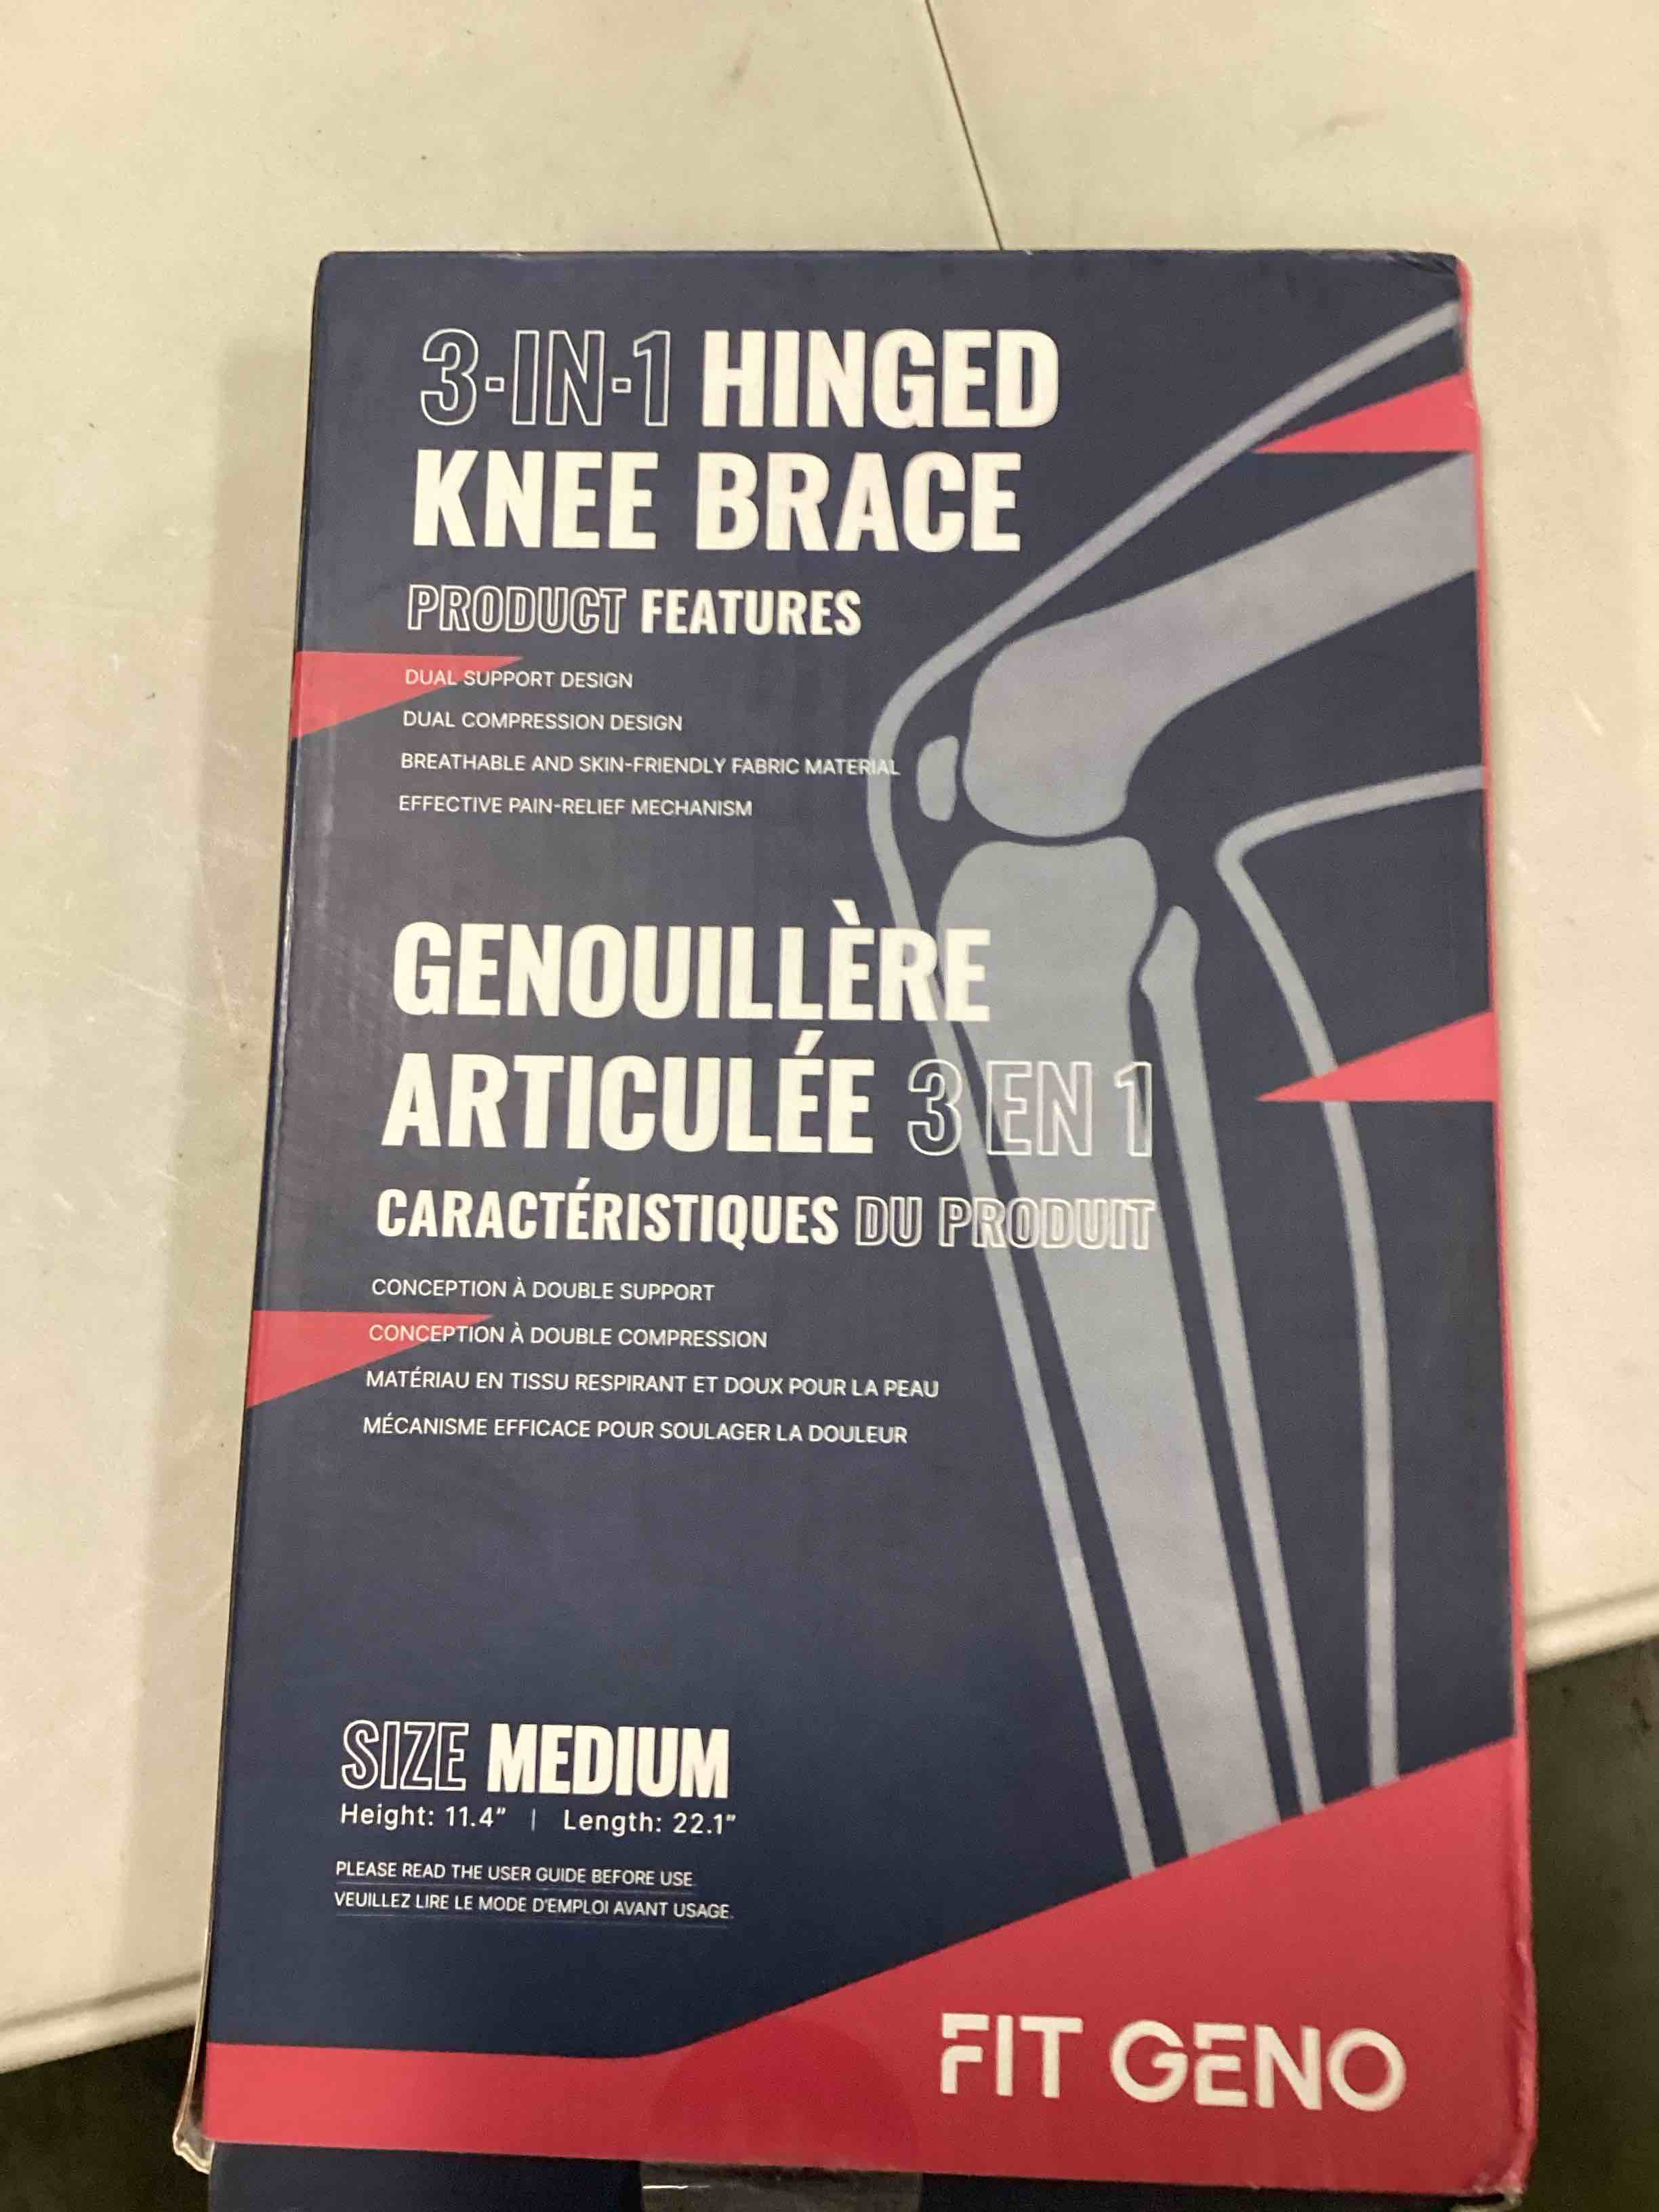 3-IN-1 HINGED
KNEE BRACE
PRODUCT FEATURES
DUAL SUPPORT DESIGN
DUAL COMPRESSION DESIGN
BREATHABLE AND SKIN-FRIENDLY FABRIC MATERIAL
EFFECTIVE PAIN-RELIEF MECHANISM
GENOUILLÈRE
ARTICULÉE 3 EN 1
CARACTÉRISTIQUES DU PRODUIT
CONCEPTION À DOUBLE SUPPORT
CONCEPTION À DOUBLE COMPRESSION
MATÉRIAU EN TISSU RESPIRANT ET DOUX POUR LA PEAU
MÉCANISME EFFICACE POUR SOULAGER LA DOULEUR
SIZE MEDIUM
Height: 11.4" | Length: 22.1"
PLEASE READ THE USER GUIDE BEFORE USE.
VEUILLEZ LIRE LE MODE D'EMPLOI AVANT USAGE.
FIT GENO